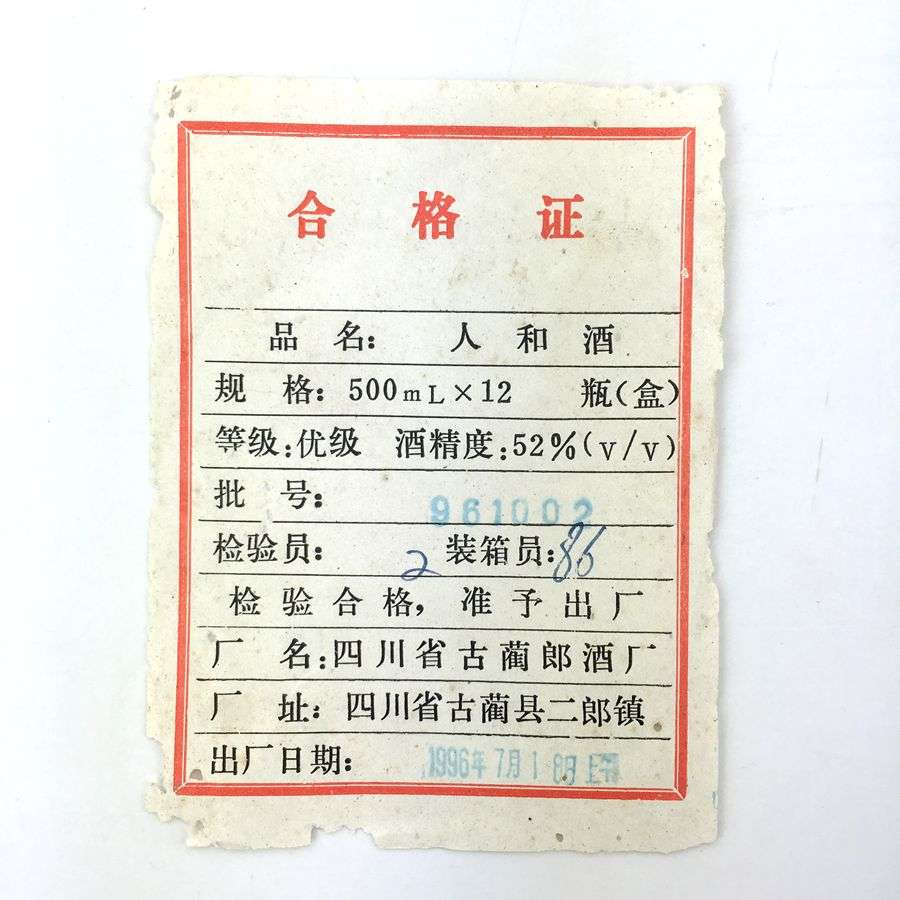 合格证
品名: 人和酒
规格: 500mL×12 瓶(盒)
等级:优级 酒精度:52%(v/v)
批号: 961002
检验员: 2 装箱员:86
检验合格,准予出厂
厂名:四川省古蔺郎酒厂
厂址: 四川省古蔺县二郎镇
出厂日期: 1996年7月18日上